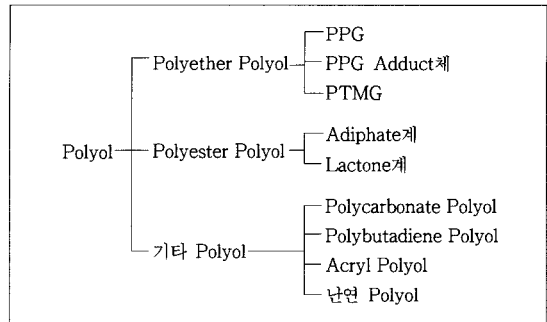 PPG
Polyether Polyol
PPG Adduct체
PTMG
Adiphate계
Polyol
Polyester Polyol
Lactone계
Polycarbonate Polyol
Polybutadiene Polyol
기타 Polyol
Acryl Polyol
난연 Polyol